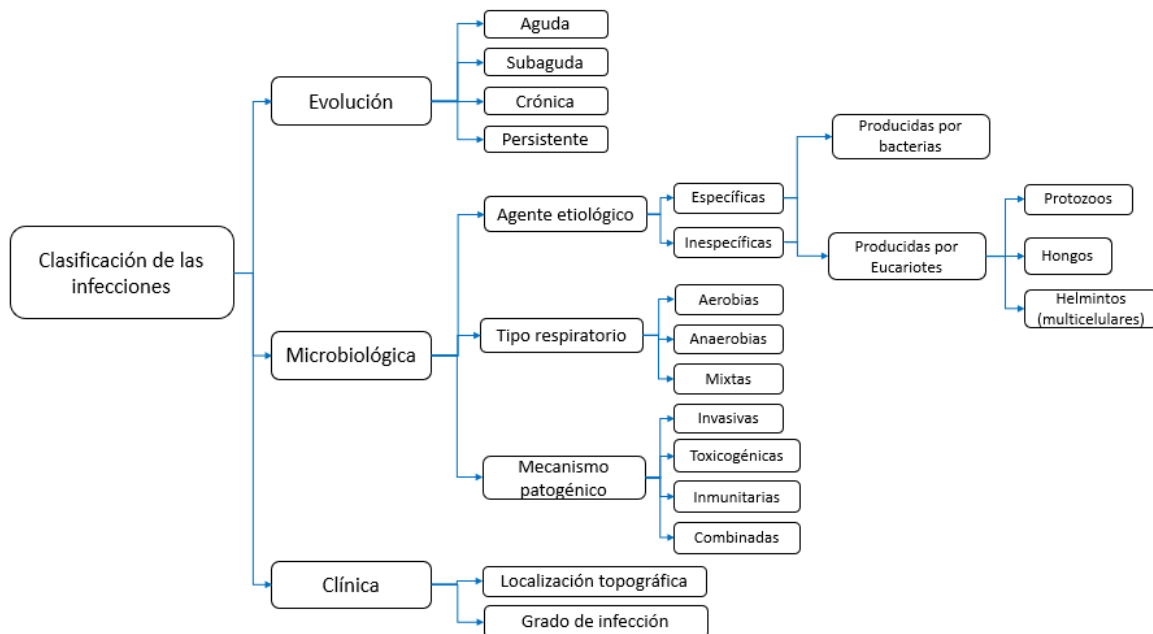 Clasificación de las
infecciones
Evolución
Aguda
Subaguda
Crónica
Persistente
Microbiológica
Agente etiológico
Específicas
Inespecíficas
Producidas por
bacterias
Producidas por
Eucariotes
Protozoos
Hongos
Helmintos
(multicelulares)
Tipo respiratorio
Aerobias
Anaerobias
Mixtas
Mecanismo
patogénico
Invasivas
Toxicogénicas
Inmunitarias
Combinadas
Clínica
Localización topográfica
Grado de infección